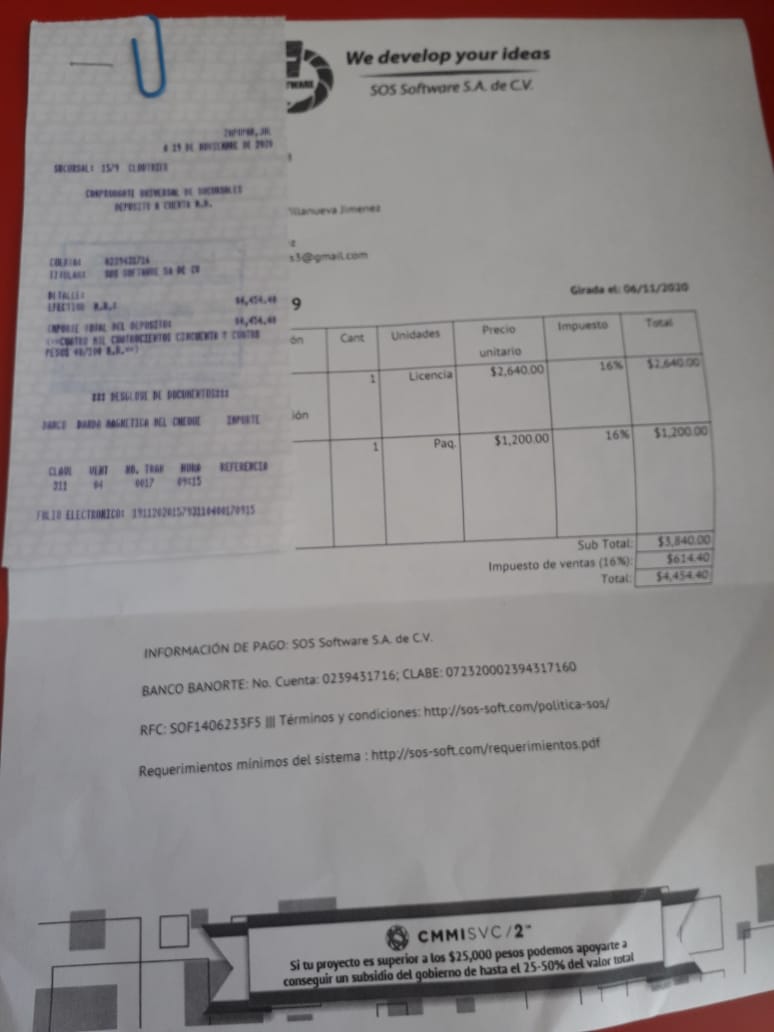 We develop your ideas
SOS Software S.A. de C.V.
ZAPOPAN, JAL
A 19 DE NOVIEMBRE DE 2020
SUCURSAL: 1579 CLOUTHIER
COMPROBANTE UNIVERSAL DE SUCURSALES
DEPOSITO A CUENTA M.N.
CUENTA: 0239431716
TITULAR: SOS SOFTWARE SA DE CV
DETALLE:
EFECTIVO M.N.: $4,454.40
IMPORTE TOTAL DEL DEPOSITO: $4,454.40
(==CUATRO MIL CUATROCIENTOS CINCUENTA Y CUATRO
PESOS 40/100 M.N.==)
*** DESGLOSE DE DOCUMENTOS***
BANCO BANDA MAGNETICA DEL CHEQUE IMPORTE
CLAVE VENT NO. TRAN HORA REFERENCIA
311 04 0017 09:15
FOLIO ELECTRONICO:
illanueva Jimenez
z
s3@gmail.com
Girada el: 06/11/2020
9
ón Cant Unidades Precio unitario Impuesto Total
1 Licencia $2,640.00 16% $2,640.00
ión
1 Paq. $1,200.00 16% $1,200.00
Sub Total: $3,840.00
Impuesto de ventas (16%): $614.40
Total: $4,454.40
INFORMACIÓN DE PAGO: SOS Software S.A. de C.V.
BANCO BANORTE: No. Cuenta: 0239431716; CLABE: 072320002394317160
RFC: SOF1406233F5 ||| Términos y condiciones: http://sos-soft.com/politica-sos/
Requerimientos mínimos del sistema : http://sos-soft.com/requerimientos.pdf
CMMISVC/2℠
Si tu proyecto es superior a los $25,000 pesos podemos apoyarte a
conseguir un subsidio del gobierno de hasta el 25-50% del valor total